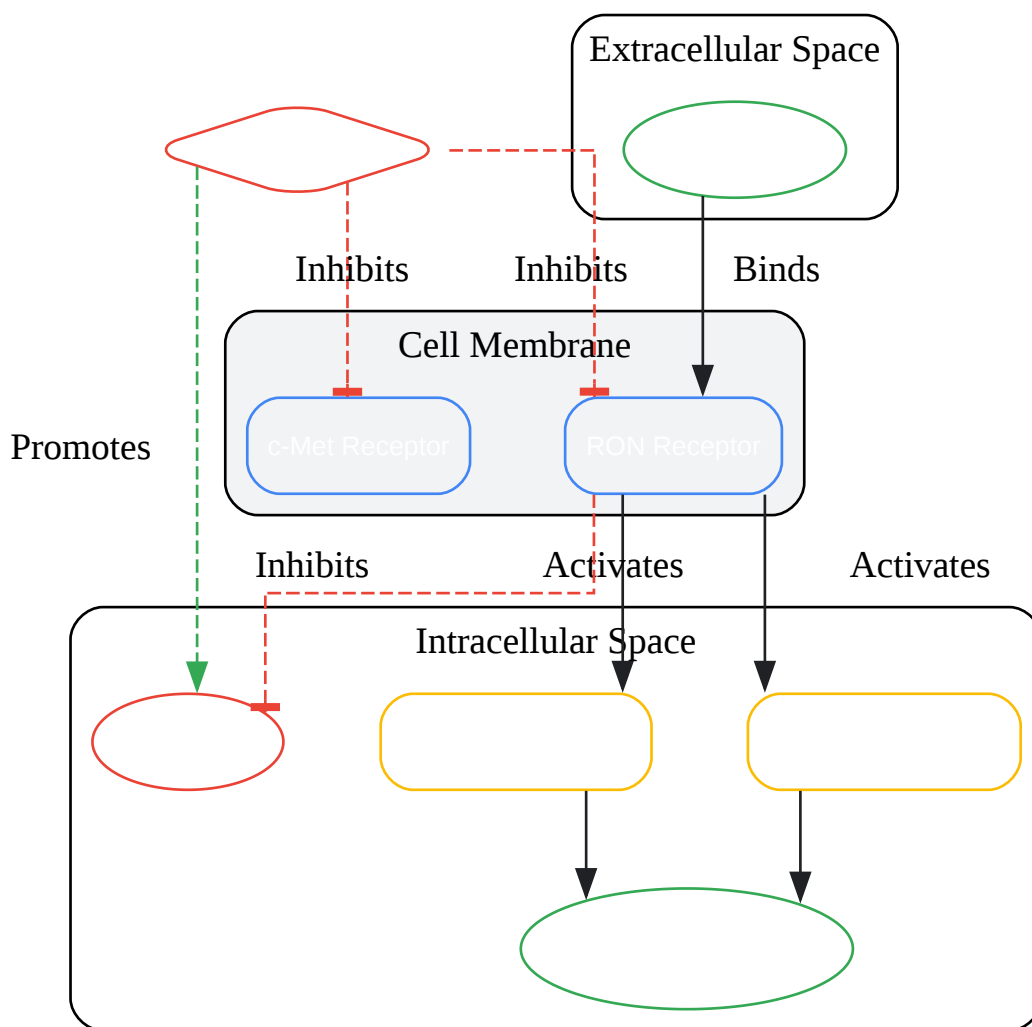 Extracellular Space
Inhibits
Inhibits
Binds
Cell Membrane
c-Met Receptor
RON Receptor
Promotes
Inhibits
Activates
Activates
Intracellular Space